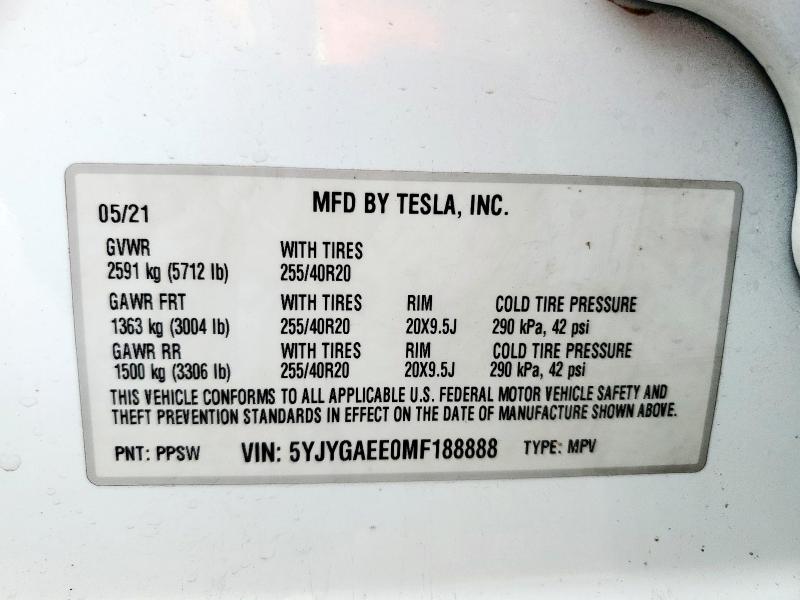 05/21 MFD BY TESLA, INC.
GVWR WITH TIRES
2591 kg (5712 lb) 255/40R20
GAWR FRT WITH TIRES RIM COLD TIRE PRESSURE
1363 kg (3004 lb) 255/40R20 20X9.5J 290 kPa, 42 psi
GAWR RR WITH TIRES RIM COLD TIRE PRESSURE
1500 kg (3306 lb) 255/40R20 20X9.5J 290 kPa, 42 psi
THIS VEHICLE CONFORMS TO ALL APPLICABLE U.S. FEDERAL MOTOR VEHICLE SAFETY AND
THEFT PREVENTION STANDARDS IN EFFECT ON THE DATE OF MANUFACTURE SHOWN ABOVE.
PNT: PPSW VIN: 5YJYGAEE0MF188888 TYPE: MPV